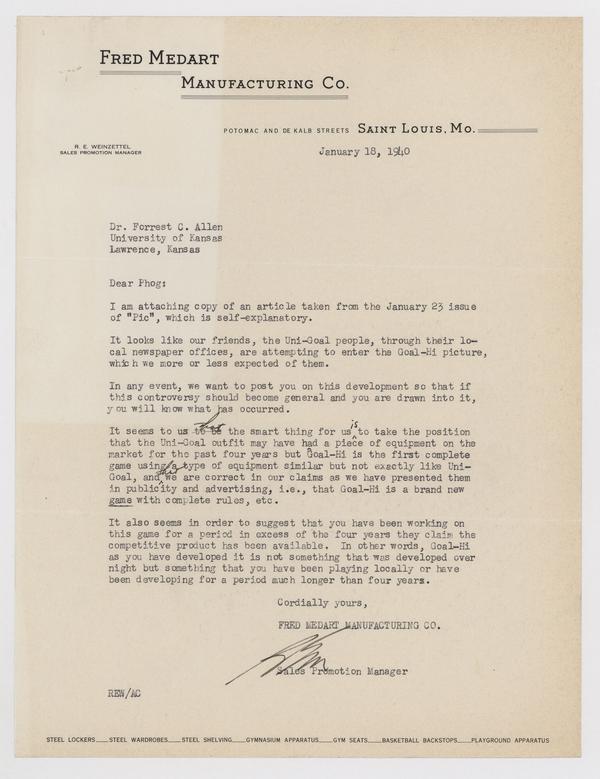 FRED MEDART
MANUFACTURING CO.
POTOMAC AND DE KALB STREETS SAINT LOUIS, MO.
R. E. WEINZETTEL
SALES PROMOTION MANAGER
January 18, 1940
Dr. Forrest C. Allen
University of Kansas
Lawrence, Kansas
Dear Phog:
I am attaching copy of an article taken from the January 23 issue
of "Pic", which is self-explanatory.
It looks like our friends, the Uni-Goal people, through their lo-
cal newspaper offices, are attempting to enter the Goal-Hi picture,
which we more or less expected of them.
In any event, we want to post you on this development so that if
this controversy should become general and you are drawn into it,
you will know what has occurred.
It seems to us to be that the smart thing for us is to take the position
that the Uni-Goal outfit may have had a piece of equipment on the
market for the past four years but Goal-Hi is the first complete
game using a type of equipment similar but not exactly like Uni-
Goal, and that we are correct in our claims as we have presented them
in publicity and advertising, i.e., that Goal-Hi is a brand new
game with complete rules, etc.
It also seems in order to suggest that you have been working on
this game for a period in excess of the four years they claim the
competitive product has been available. In other words, Goal-Hi
as you have developed it is not something that was developed over
night but something that you have been playing locally or have
been developing for a period much longer than four years.
Cordially yours,
FRED MEDART MANUFACTURING CO.
Sales Promotion Manager
REW/AC
STEEL LOCKERS STEEL WARDROBES STEEL SHELVING GYMNASIUM APPARATUS GYM SEATS BASKETBALL BACKSTOPS PLAYGROUND APPARATUS